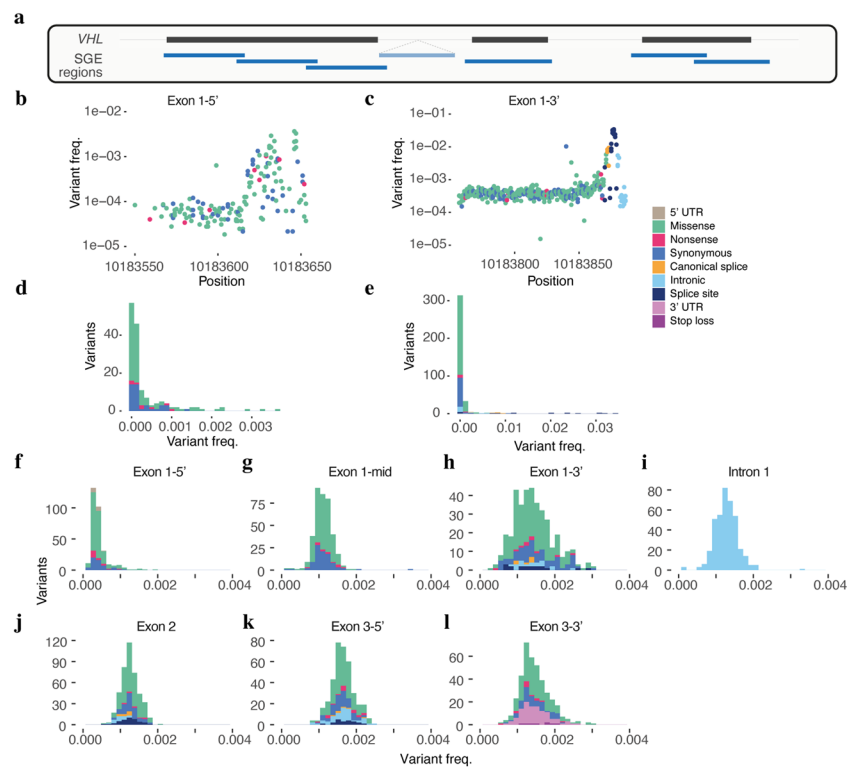 a
VHL
SGE
regions
b
Exon 1-5’
1e−02
1e−03
1e−04
1e−05
Variant freq.
10183550
10183600
10183650
Position
c
Exon 1-3’
1e−01
1e−02
1e−03
1e−04
1e−05
Variant freq.
10183800
10183850
Position
5’ UTR
Missense
Nonsense
Synonymous
Canonical splice
Intronic
Splice site
3’ UTR
Stop loss
d
Variants
40
20
0
0.000
0.001
0.002
0.003
Variant freq.
e
Variants
300
200
100
0
0.00
0.01
0.02
0.03
Variant freq.
f
Exon 1-5’
100
50
0
0.000
0.002
0.004
Variants
g
Exon 1-mid
75
50
25
0
0.000
0.002
0.004
h
Exon 1-3’
40
30
20
10
0
0.000
0.002
0.004
i
Intron 1
80
60
40
20
0
0.000
0.002
0.004
j
Exon 2
120
90
60
30
0
0.000
0.002
0.004
k
Exon 3-5’
80
60
40
20
0
0.000
0.002
0.004
l
Exon 3-3’
60
40
20
0
0.000
0.002
0.004
Variant freq.